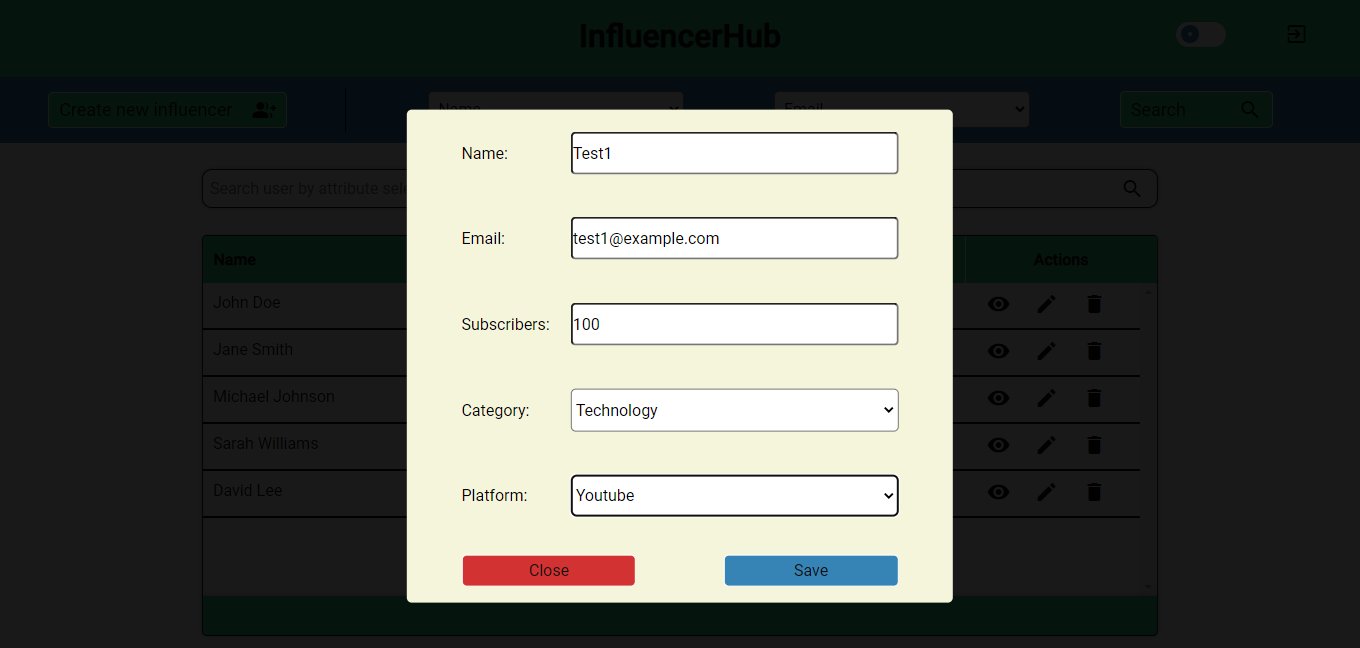 InfluencerHub
Create new influencer
Name
Email
Search
Search user by attribute sele
Name
Actions
John Doe
Jane Smith
Michael Johnson
Sarah Williams
David Lee
Name:
Test1
Email:
test1@example.com
Subscribers:
100
Category:
Technology
Platform:
Youtube
Close
Save